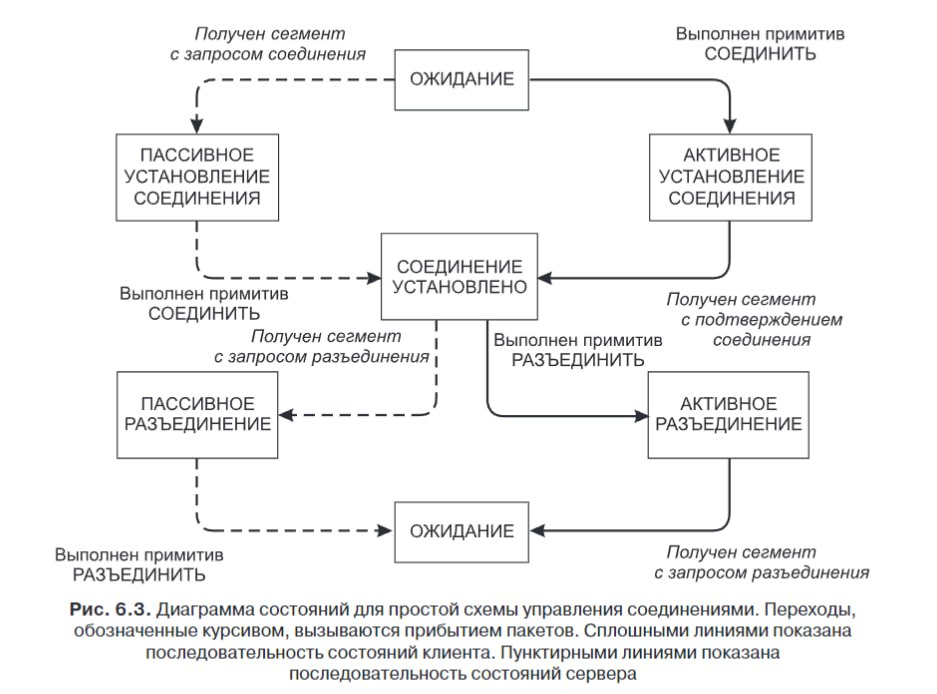 Получен сегмент
с запросом соединения
Выполнен примитив
СОЕДИНИТЬ
ОЖИДАНИЕ
ПАССИВНОЕ
УСТАНОВЛЕНИЕ
СОЕДИНЕНИЯ
АКТИВНОЕ
УСТАНОВЛЕНИЕ
СОЕДИНЕНИЯ
СОЕДИНЕНИЕ
УСТАНОВЛЕНО
Выполнен примитив
СОЕДИНИТЬ
Получен сегмент
с подтверждением
соединения
Получен сегмент
с запросом разъединения
Выполнен примитив
РАЗЪЕДИНИТЬ
ПАССИВНОЕ
РАЗЪЕДИНЕНИЕ
АКТИВНОЕ
РАЗЪЕДИНЕНИЕ
ОЖИДАНИЕ
Выполнен примитив
РАЗЪЕДИНИТЬ
Получен сегмент
с запросом разъединения
Рис. 6.3. Диаграмма состояний для простой схемы управления соединениями. Переходы,
обозначенные курсивом, вызываются прибытием пакетов. Сплошными линиями показана
последовательность состояний клиента. Пунктирными линиями показана
последовательность состояний сервера